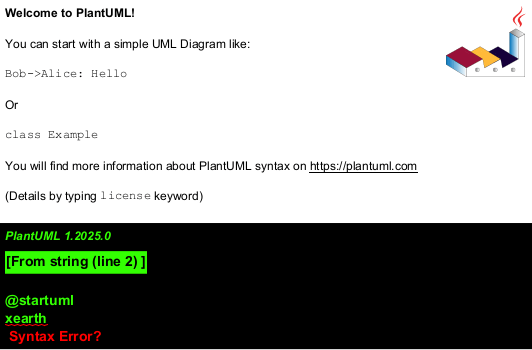 Welcome to PlantUML!
You can start with a simple UML Diagram like:
Bob->Alice: Hello
Or
class Example
You will find more information about PlantUML syntax on https://plantuml.com
(Details by typing license keyword)
PlantUML 1.2025.0
[From string (line 2) ]
@startuml
xearth
Syntax Error?